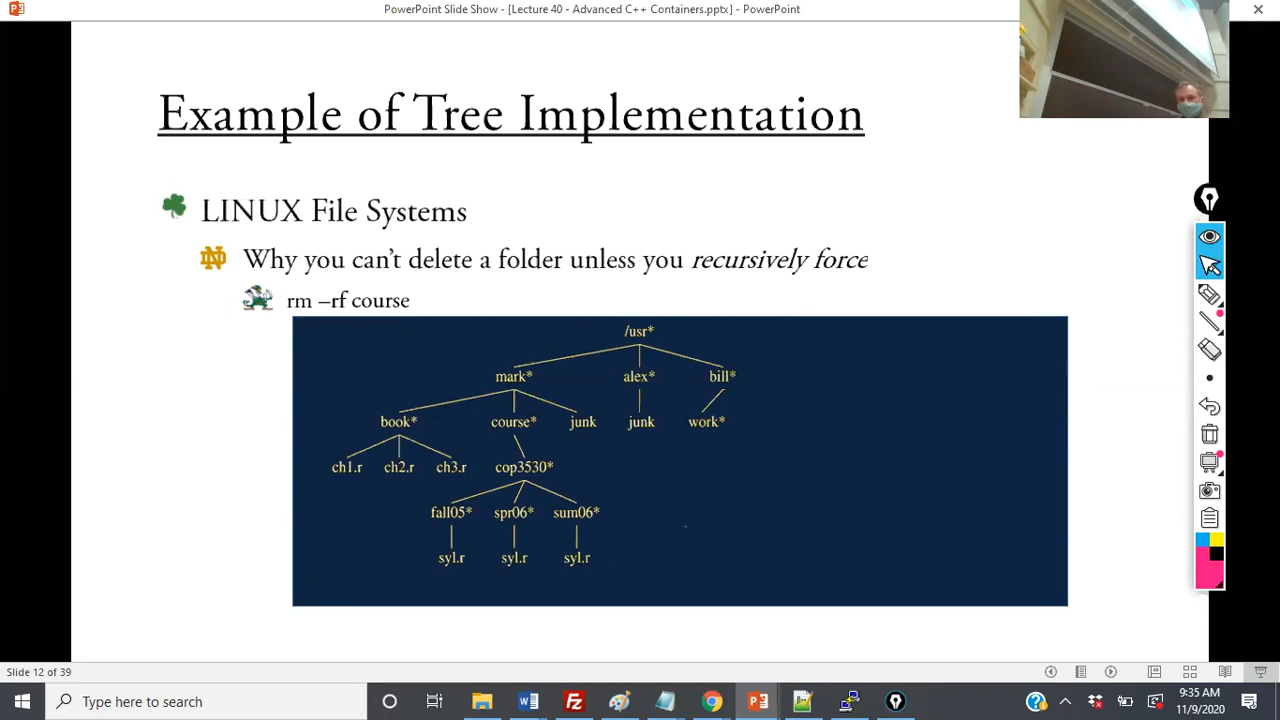 PowerPoint Slide Show - [Lecture 40 - Advanced C++ Containers.pptx] - PowerPoint
Example of Tree Implementation
LINUX File Systems
Why you can’t delete a folder unless you recursively force
rm –rf course
/usr*
mark* alex* bill*
book* course* junk junk work*
ch1.r ch2.r ch3.r cop3530*
fall05* spr06* sum06*
syl.r syl.r syl.r
Slide 12 of 39
Type here to search
9:35 AM
11/9/2020